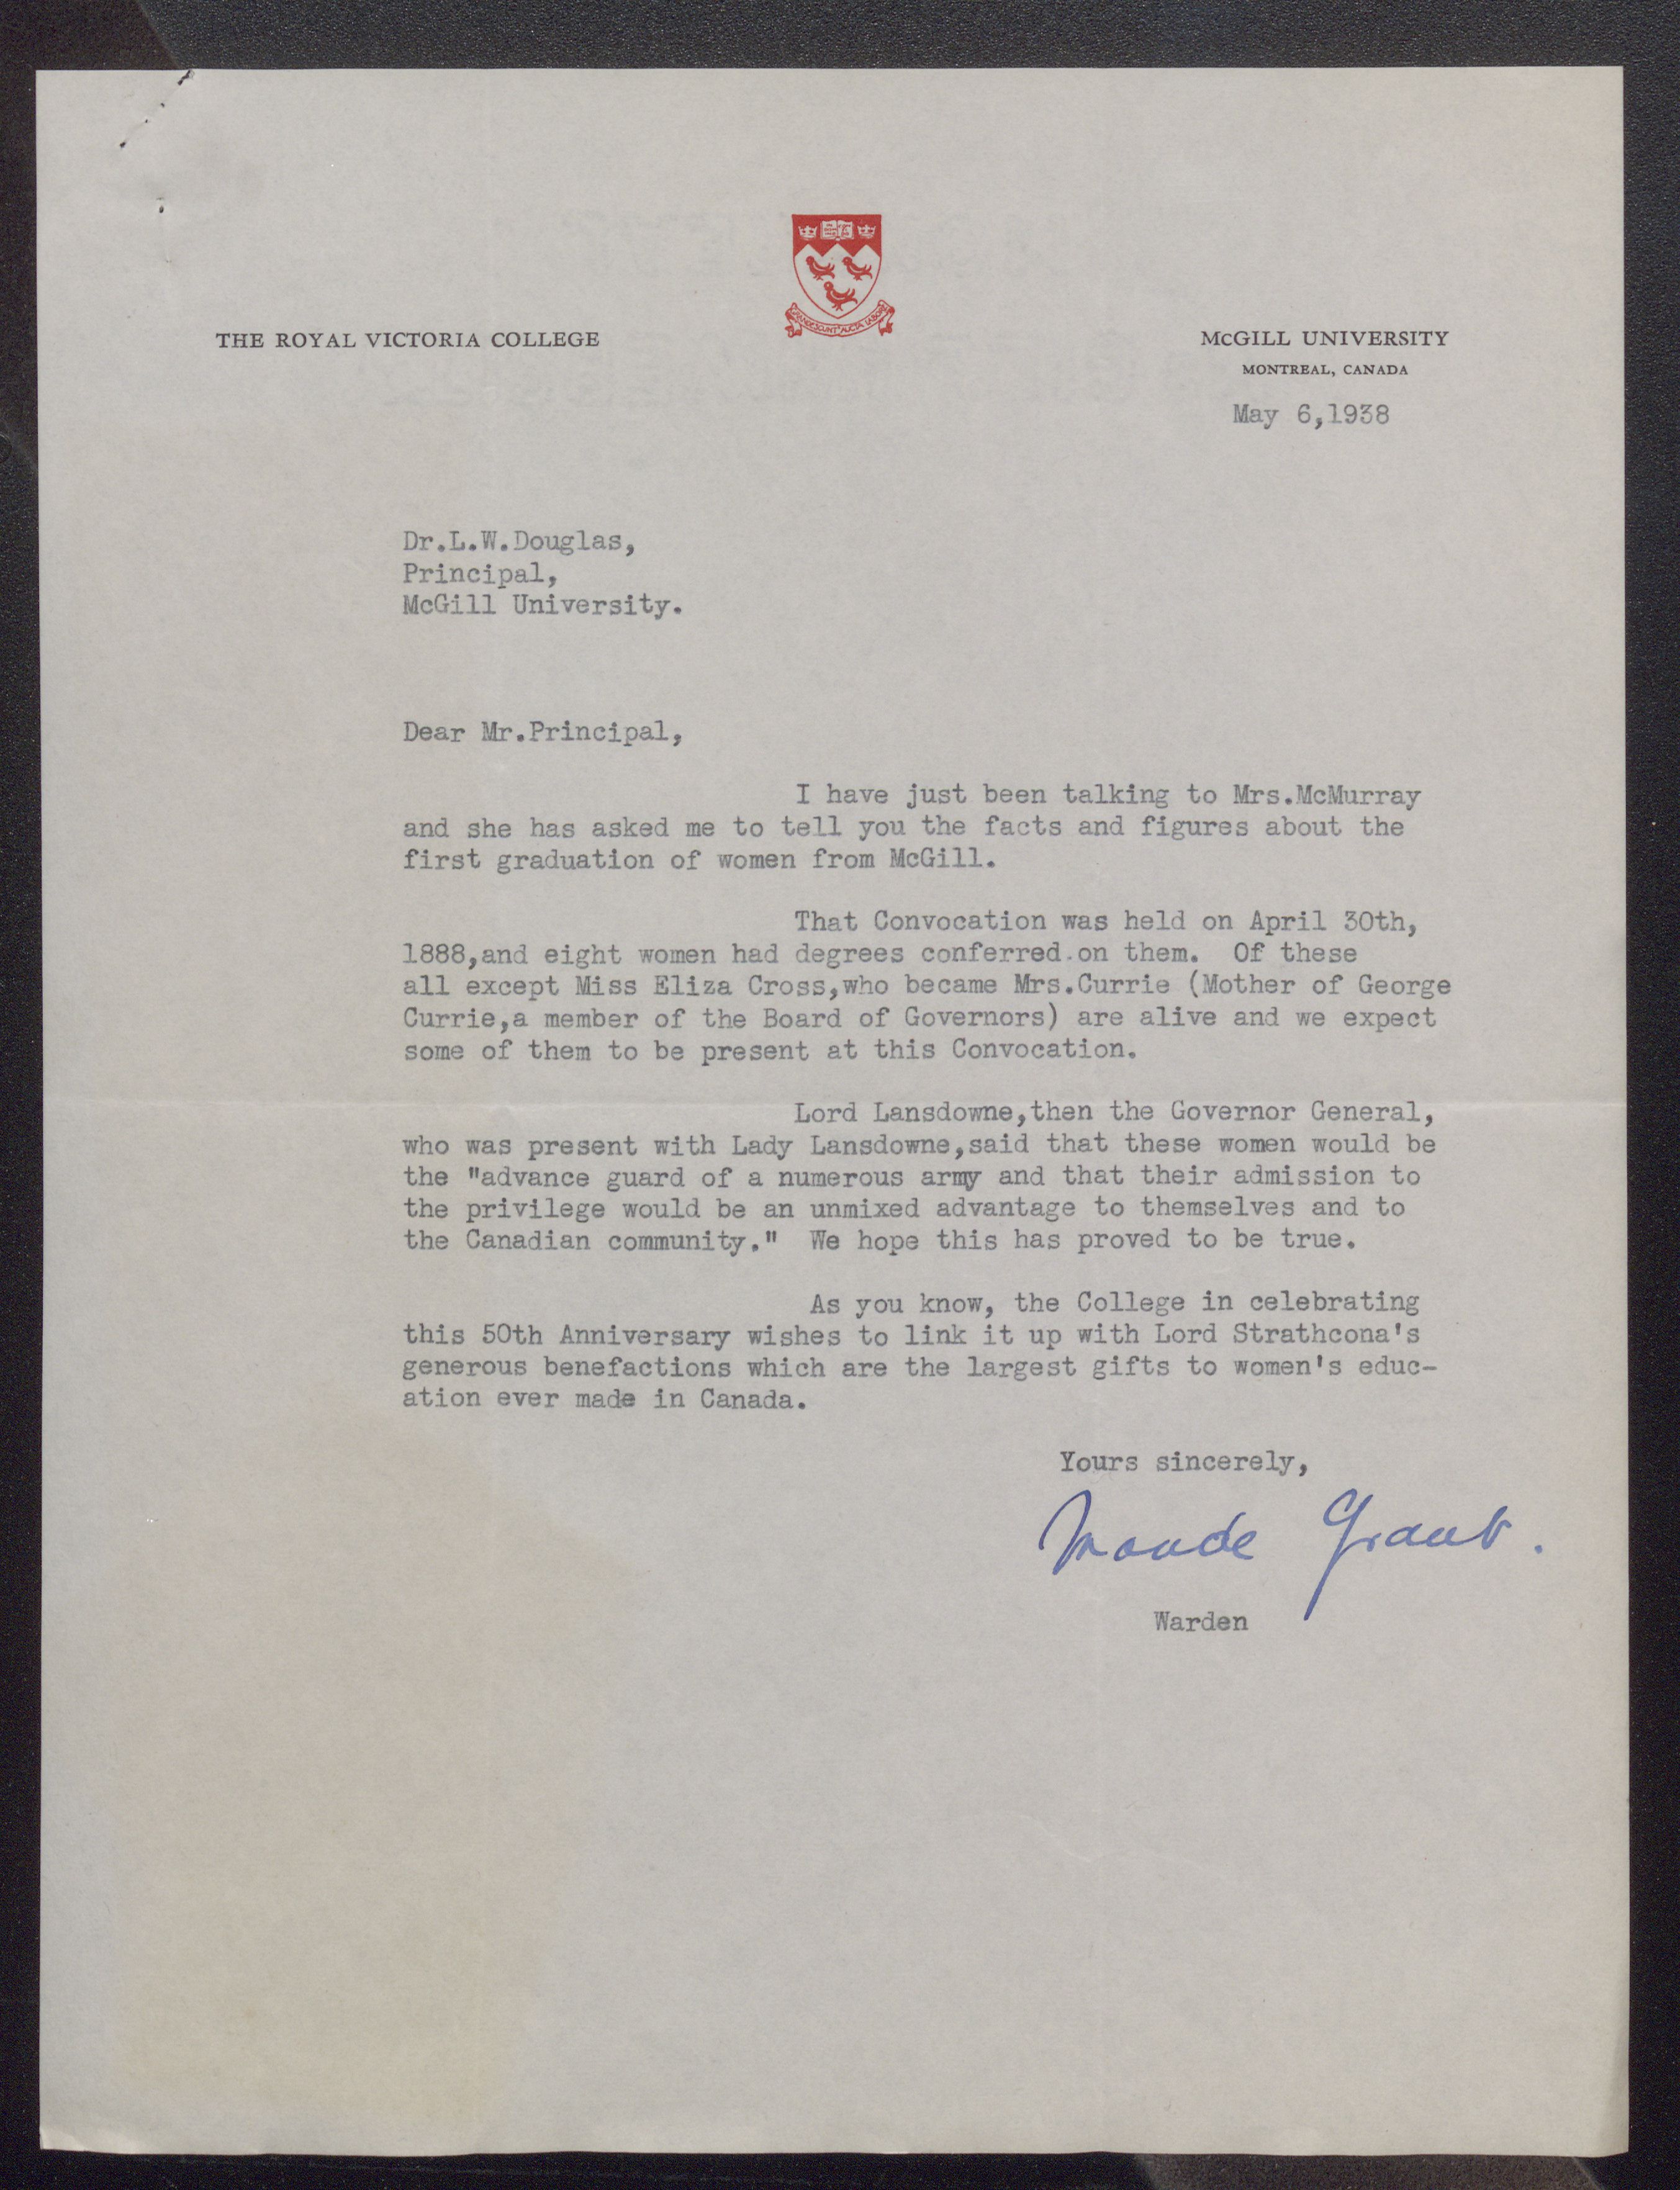 THE ROYAL VICTORIA COLLEGE
GRANDESCUNT AUCTA LABORE
McGILL UNIVERSITY
MONTREAL, CANADA
May 6,1938
Dr.L.W.Douglas,
Principal,
McGill University.
Dear Mr.Principal,
I have just been talking to Mrs.McMurray
and she has asked me to tell you the facts and figures about the
first graduation of women from McGill.
That Convocation was held on April 30th,
1888,and eight women had degrees conferred.on them. Of these
all except Miss Eliza Cross,who became Mrs.Currie (Mother of George
Currie,a member of the Board of Governors) are alive and we expect
some of them to be present at this Convocation.
Lord Lansdowne,then the Governor General,
who was present with Lady Lansdowne,said that these women would be
the "advance guard of a numerous army and that their admission to
the privilege would be an unmixed advantage to themselves and to
the Canadian community." We hope this has proved to be true.
As you know, the College in celebrating
this 50th Anniversary wishes to link it up with Lord Strathcona's
generous benefactions which are the largest gifts to women's educ-
ation ever made in Canada.
Yours sincerely,
Maude Grant.
Warden